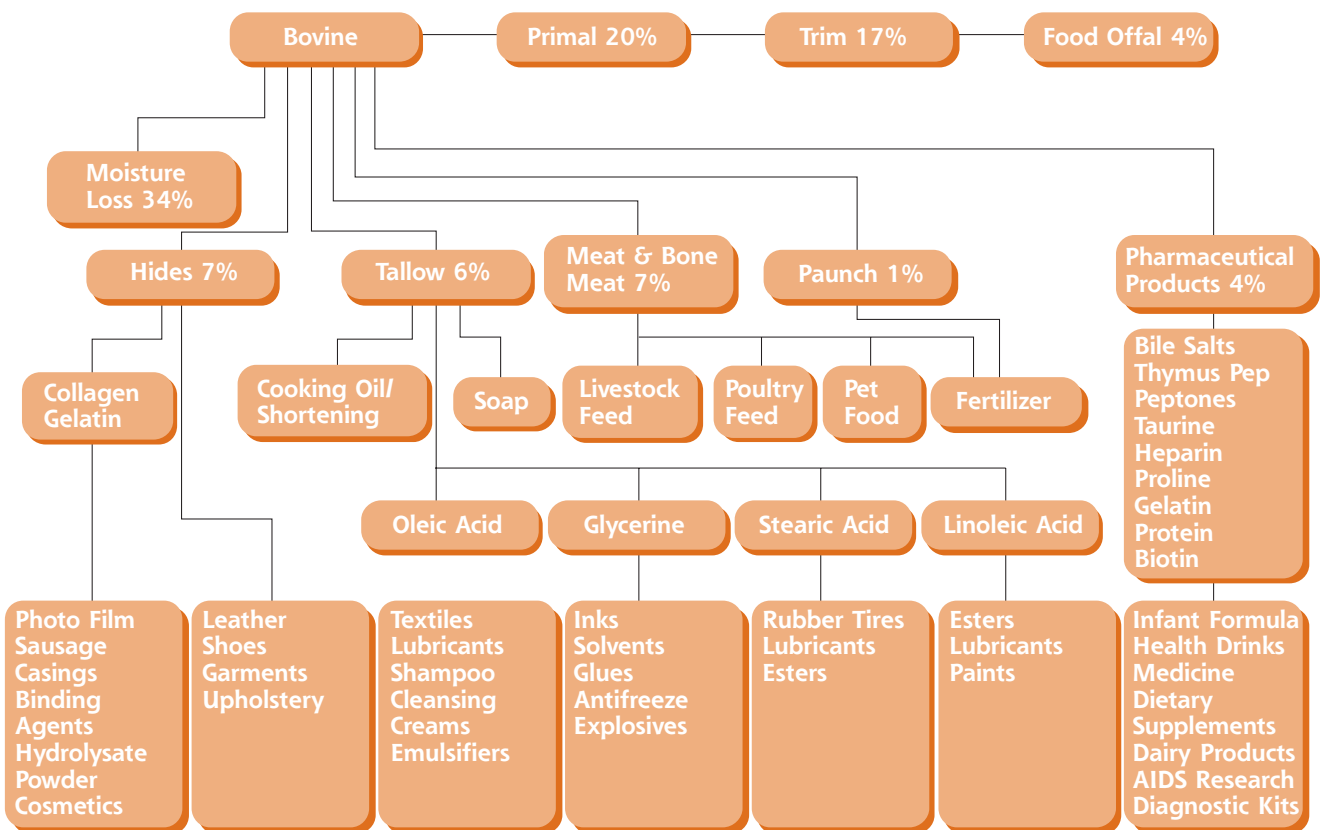 Bovine
Primal 20%
Trim 17%
Food Offal 4%
Moisture
Loss 34%
Hides 7%
Tallow 6%
Meat & Bone
Meat 7%
Paunch 1%
Pharmaceutical
Products 4%
Collagen
Gelatin
Cooking Oil/
Shortening
Soap
Livestock
Feed
Poultry
Feed
Pet
Food
Fertilizer
Bile Salts
Thymus Pep
Peptones
Taurine
Heparin
Proline
Gelatin
Protein
Biotin
Oleic Acid
Glycerine
Stearic Acid
Linoleic Acid
Photo Film
Sausage
Casings
Binding
Agents
Hydrolysate
Powder
Cosmetics
Leather
Shoes
Garments
Upholstery
Textiles
Lubricants
Shampoo
Cleansing
Creams
Emulsifiers
Inks
Solvents
Glues
Antifreeze
Explosives
Rubber Tires
Lubricants
Esters
Esters
Lubricants
Paints
Infant Formula
Health Drinks
Medicine
Dietary
Supplements
Dairy Products
AIDS Research
Diagnostic Kits